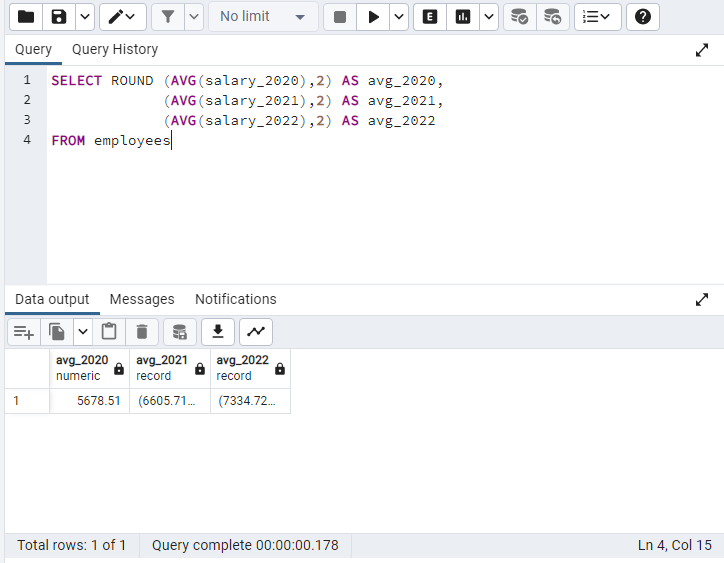 No limit
E
Query Query History
1 SELECT ROUND (AVG(salary_2020),2) AS avg_2020,
2 (AVG(salary_2021),2) AS avg_2021,
3 (AVG(salary_2022),2) AS avg_2022
4 FROM employees
Data output Messages Notifications
avg_2020 avg_2021 avg_2022
numeric record record
1 5678.51 (6605.71... (7334.72...
Total rows: 1 of 1 Query complete 00:00:00.178 Ln 4, Col 15